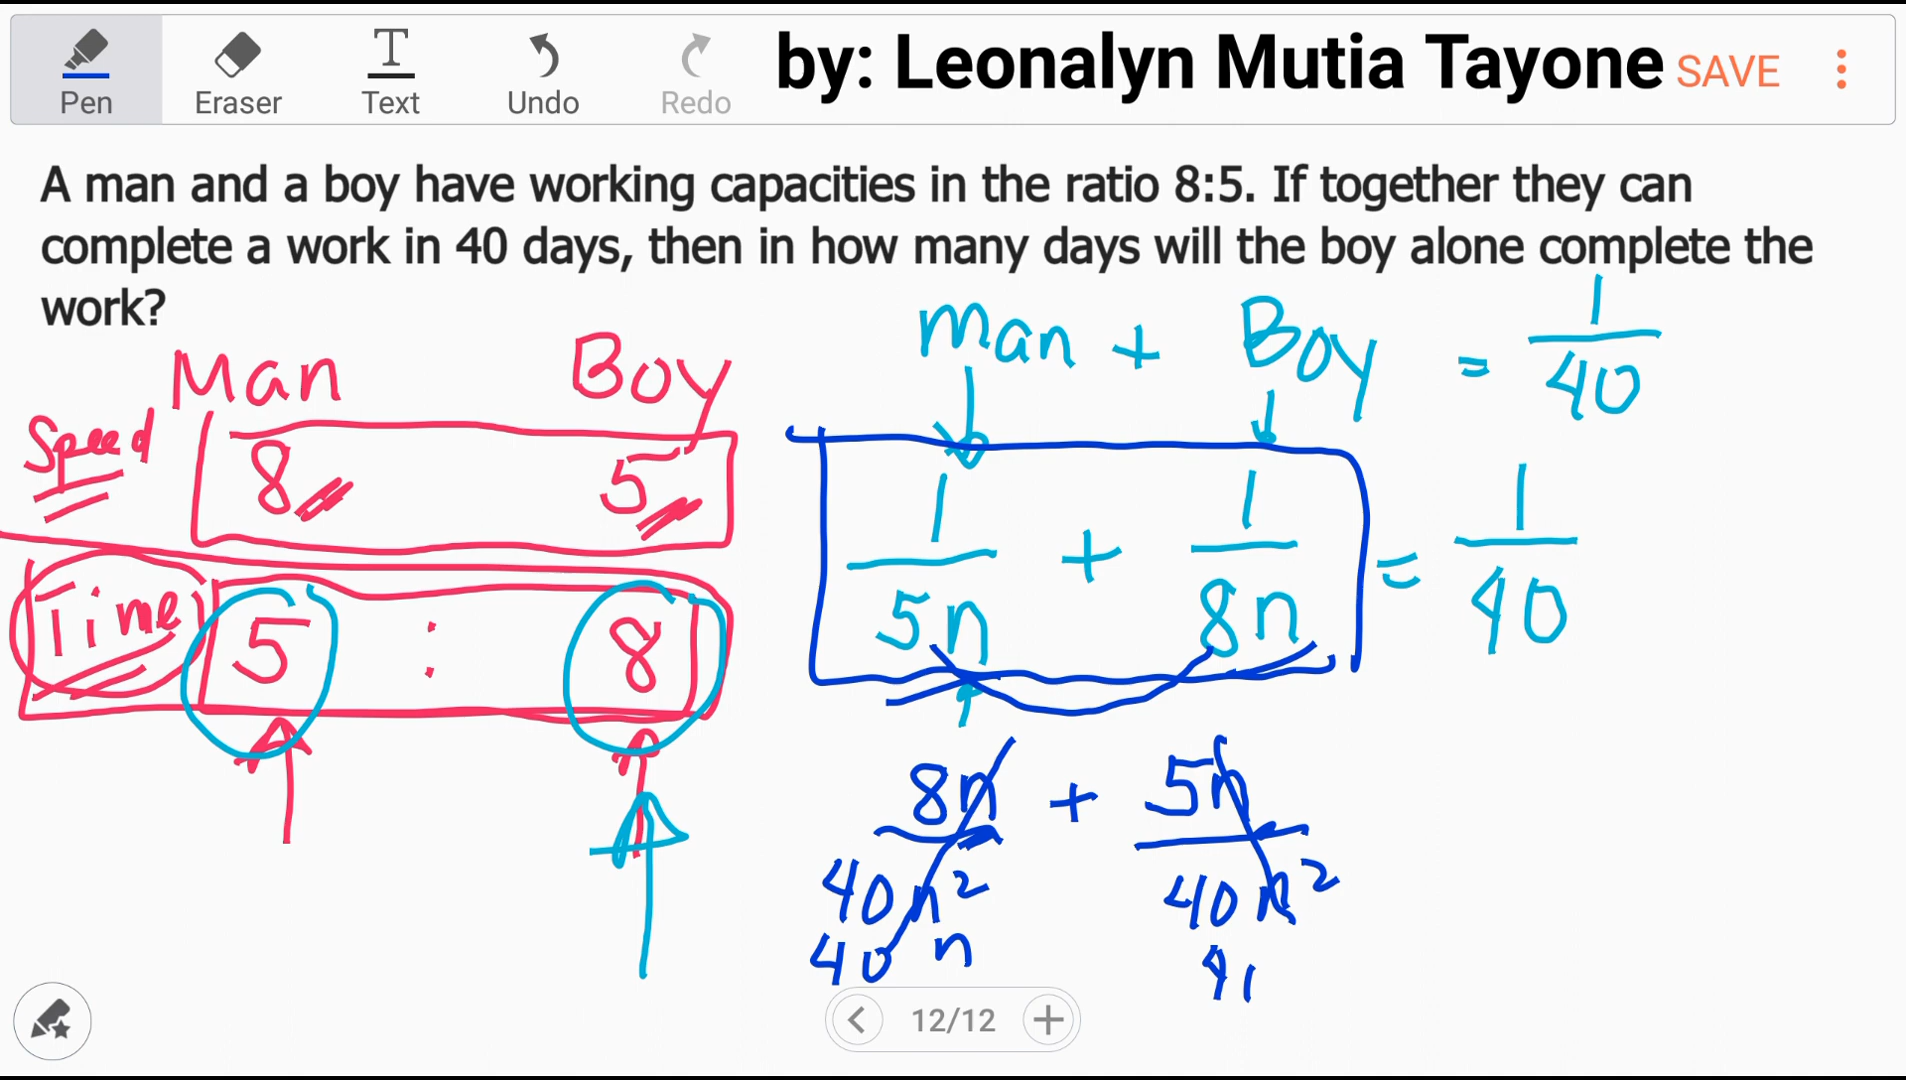 Pen
Eraser
Text
Undo
Redo
by: Leonalyn Mutia Tayone
SAVE
A man and a boy have working capacities in the ratio 8:5. If together they can
complete a work in 40 days, then in how many days will the boy alone complete the
work?
Man Boy
Speed 8 5
Time 5 : 8
Man + Boy = 1/40
1/5n + 1/8n = 1/40
8n/40n² + 5n/40n²
40n
12/12